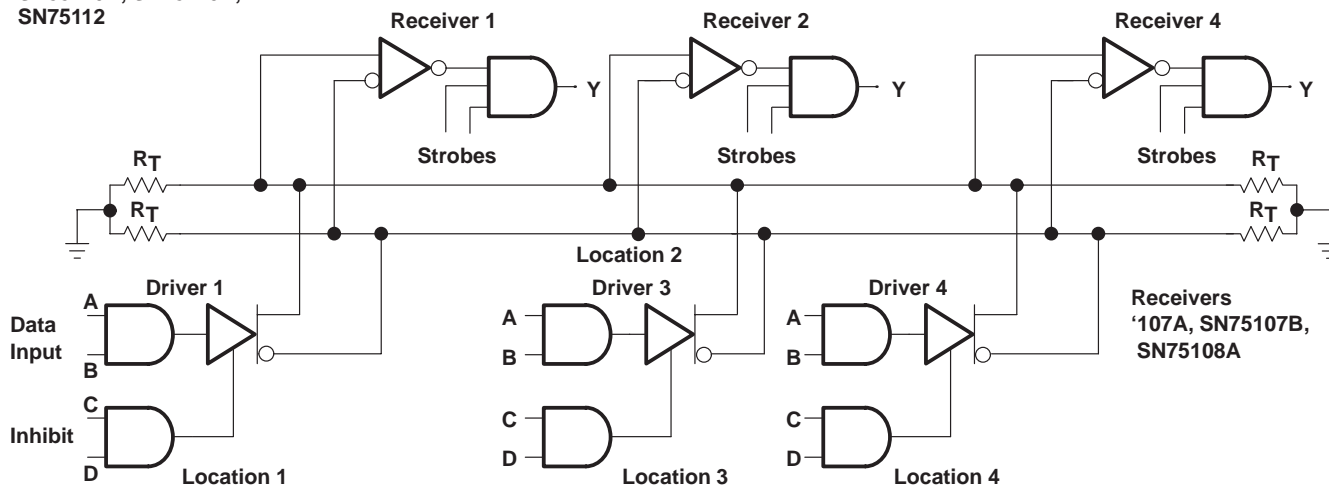 SN75112
Receiver 1
Receiver 2
Receiver 4
Y
Y
Y
Strobes
Strobes
Strobes
RT
RT
RT
RT
Location 2
Driver 1
Driver 3
Driver 4
Data
Input
A
B
A
B
A
B
Receivers
‘107A, SN75107B,
SN75108A
Inhibit
C
D
C
D
C
D
Location 1
Location 3
Location 4